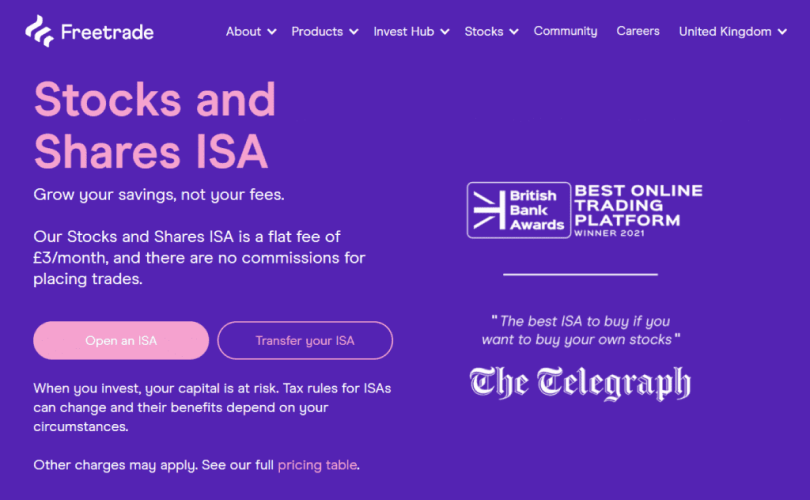 Freetrade
About Products Invest Hub Stocks Community Careers United Kingdom
Stocks and
Shares ISA
Grow your savings, not your fees.
Our Stocks and Shares ISA is a flat fee of
£3/month, and there are no commissions for
placing trades.
Open an ISA Transfer your ISA
When you invest, your capital is at risk. Tax rules for ISAs
can change and their benefits depend on your
circumstances.
Other charges may apply. See our full pricing table.
British
Bank
Awards
BEST ONLINE
TRADING
PLATFORM
WINNER 2021
"The best ISA to buy if you
want to buy your own stocks"
The Telegraph